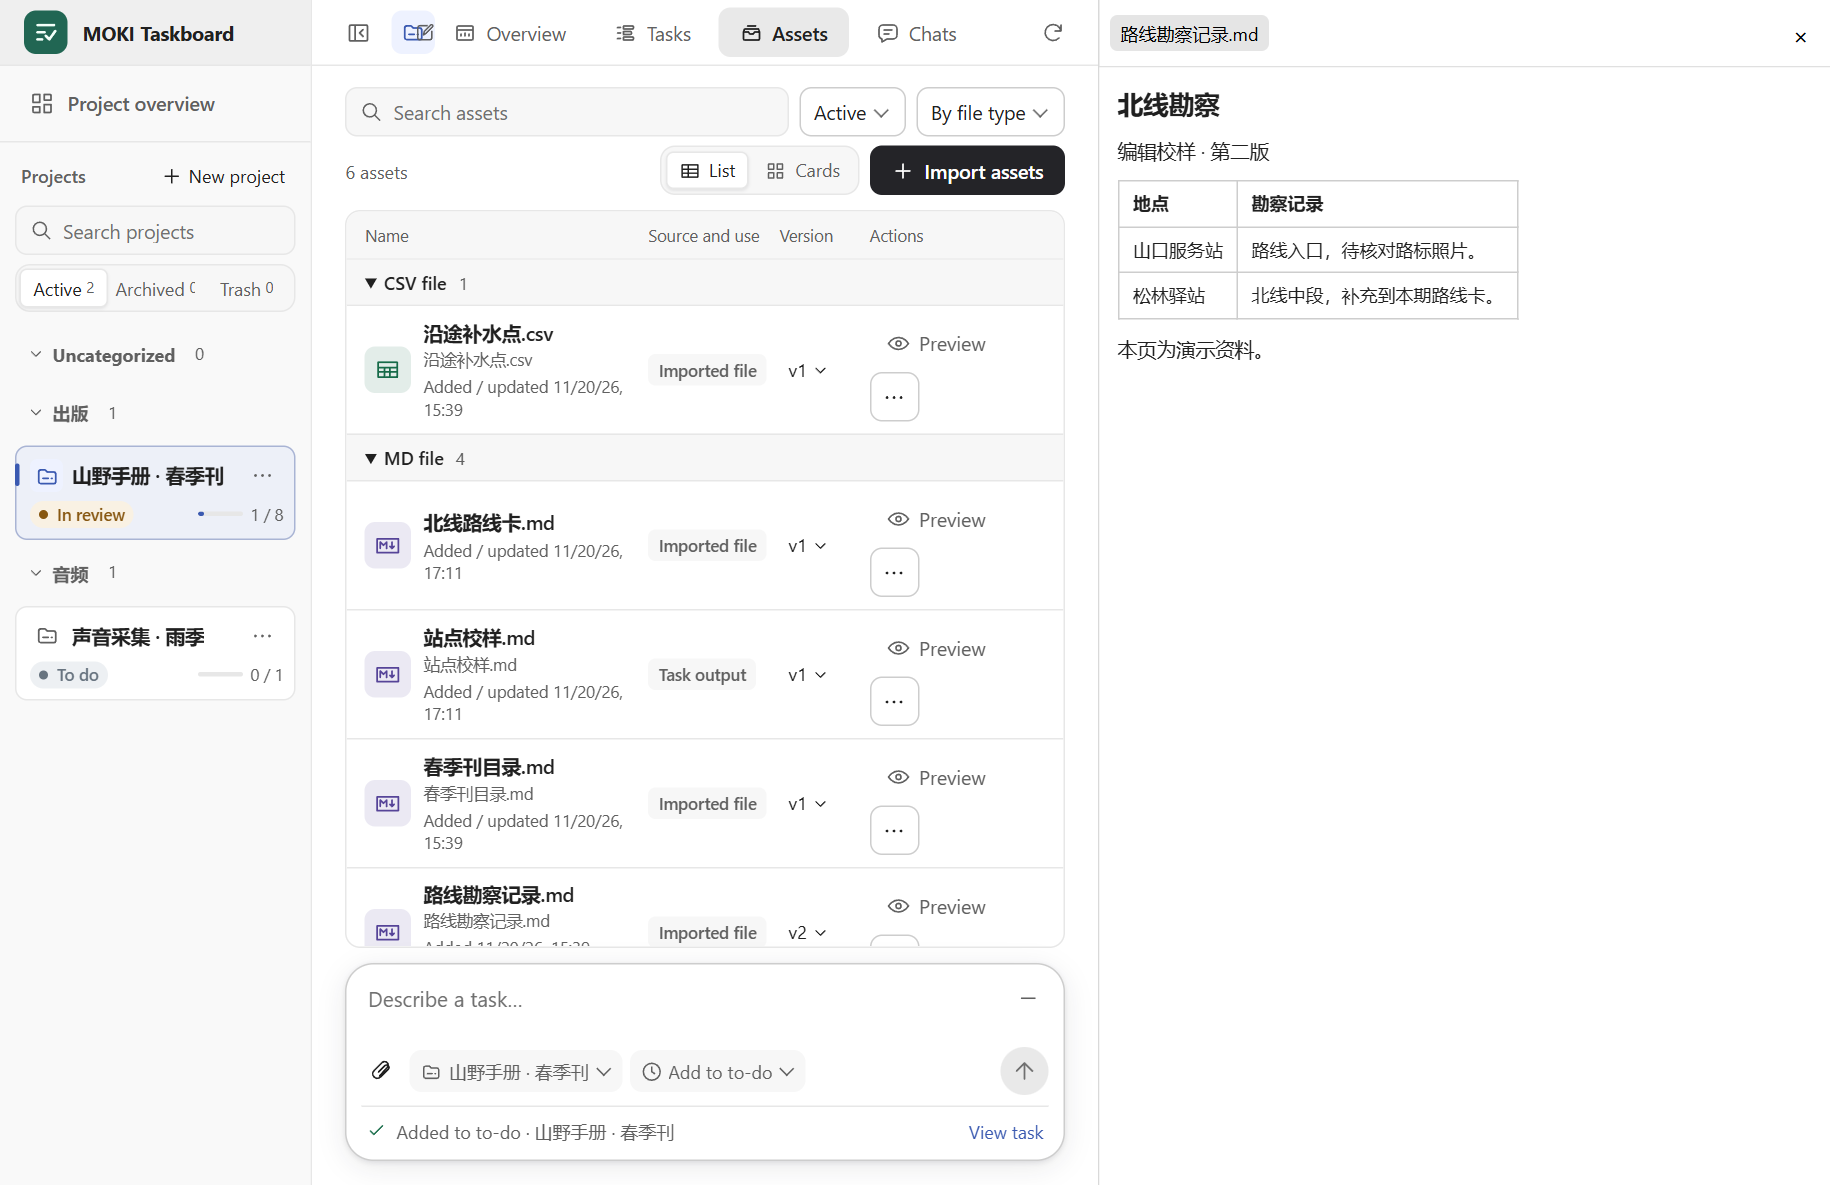 MOKI Taskboard
Project overview
Projects
New project
Search projects
Active 2
Archived 0
Trash 0
Uncategorized 0
出版 1
山野手册 · 春季刊
In review
1 / 8
音频 1
声音采集 · 雨季
To do
0 / 1
Overview
Tasks
Assets
Chats
Search assets
Active
By file type
6 assets
List
Cards
Import assets
Name
Source and use
Version
Actions
CSV file 1
沿途补水点.csv
沿途补水点.csv
Added / updated 11/20/26,
15:39
Imported file
v1
Preview
MD file 4
北线路线卡.md
Added / updated 11/20/26,
17:11
Imported file
v1
Preview
站点校样.md
站点校样.md
Added / updated 11/20/26,
17:11
Task output
v1
Preview
春季刊目录.md
春季刊目录.md
Added / updated 11/20/26,
15:39
Imported file
v1
Preview
路线勘察记录.md
路线勘察记录.md
Added 11/20/26, 15:39
Imported file
v2
Preview
Describe a task...
山野手册 · 春季刊
Add to to-do
Added to to-do · 山野手册 · 春季刊
View task
路线勘察记录.md
北线勘察
编辑校样 · 第二版
地点
勘察记录
山口服务站
路线入口，待核对路标照片。
松林驿站
北线中段，补充到本期路线卡。
本页为演示资料。